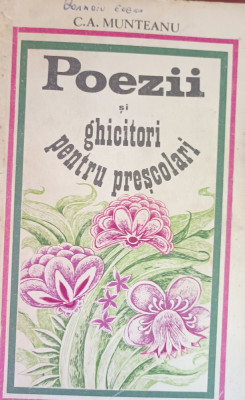 C.A. MUNTEANU
Poezii
și
ghicitori
pentru preșcolari